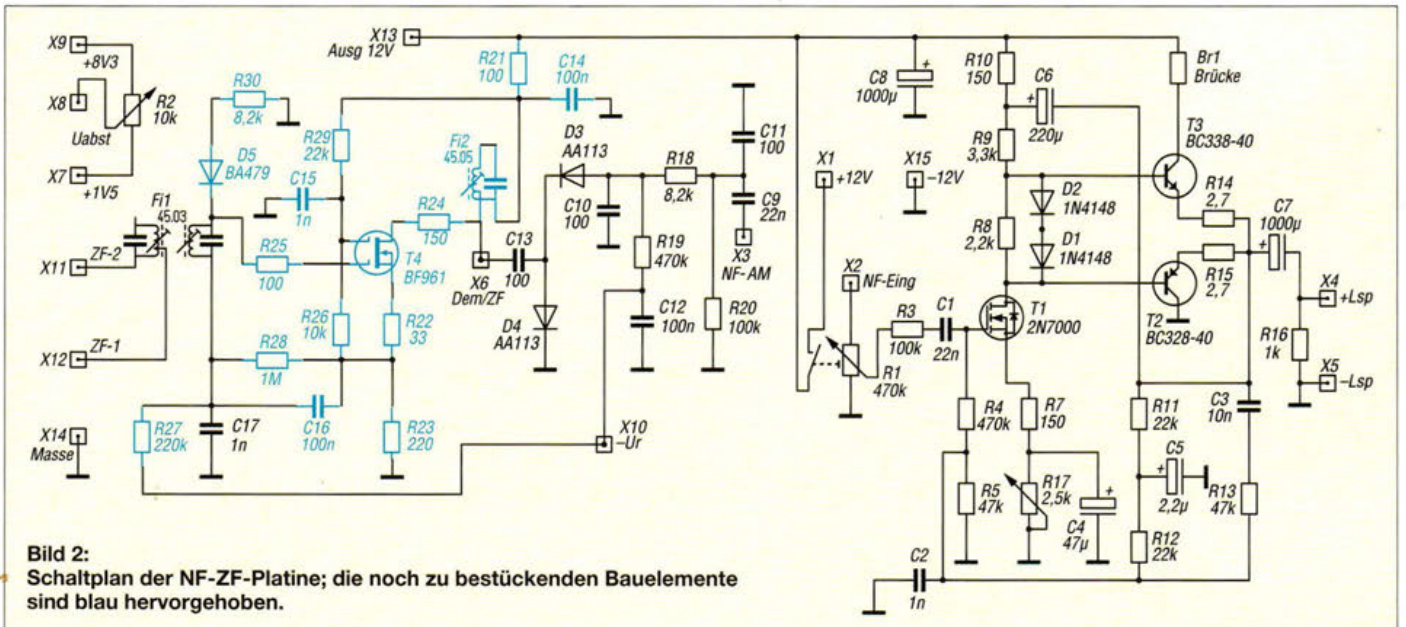 X9
+8V3
X8
R2
10k
Uabst
X7
+1V5
Fi1
45.03
X11
ZF-2
X12
ZF-1
X14
Masse
R27
220k
C17
1n
R30
8,2k
D5
BA479
R25
100
R28
1M
C16
100n
X13
Ausg 12V
R29
22k
C15
1n
R26
10k
T4
BF961
R22
33
R23
220
R21
100
C14
100n
Fi2
45.05
R24
150
X6
Dem/ZF
C13
100
D3
AA113
D4
AA113
C10
100
R18
8,2k
R19
470k
C12
100n
X10
-Ur
C11
100
C9
22n
X3
NF-AM
R20
100k
C8
1000µ
+
X1
+12V
X15
-12V
X2
NF-Eing
R1
470k
R3
100k
C1
22n
R10
150
C6
220µ
+
R9
3,3k
R8
2,2k
D2
1N4148
D1
1N4148
T1
2N7000
R4
470k
R5
47k
R7
150
R17
2,5k
C4
47µ
+
C2
1n
Br1
Brücke
T3
BC338-40
R14
2,7
R15
2,7
T2
BC328-40
C7
1000µ
+
X4
+Lsp
R16
1k
X5
-Lsp
R11
22k
C3
10n
C5
2,2µ
+
R13
47k
R12
22k
Bild 2:
Schaltplan der NF-ZF-Platine; die noch zu bestückenden Bauelemente
sind blau hervorgehoben.